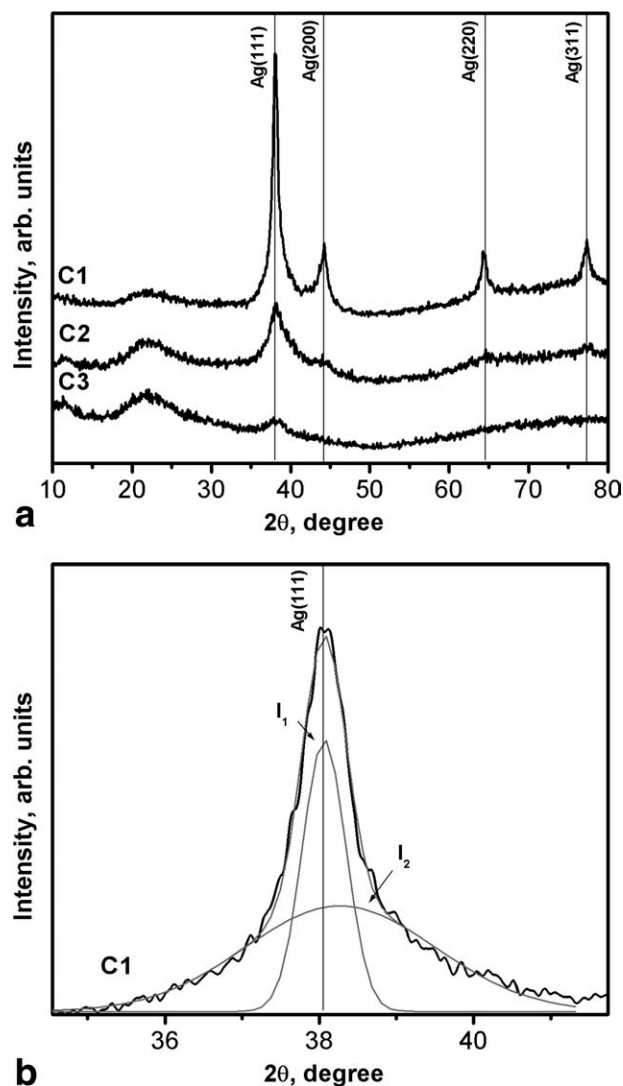 Ag(111)
Ag(200)
Ag(220)
Ag(311)
Intensity, arb. units
C1
C2
C3
10 20 30 40 50 60 70 80
2θ, degree
a
Ag(111)
I₁
I₂
Intensity, arb. units
C1
36 38 40
2θ, degree
b